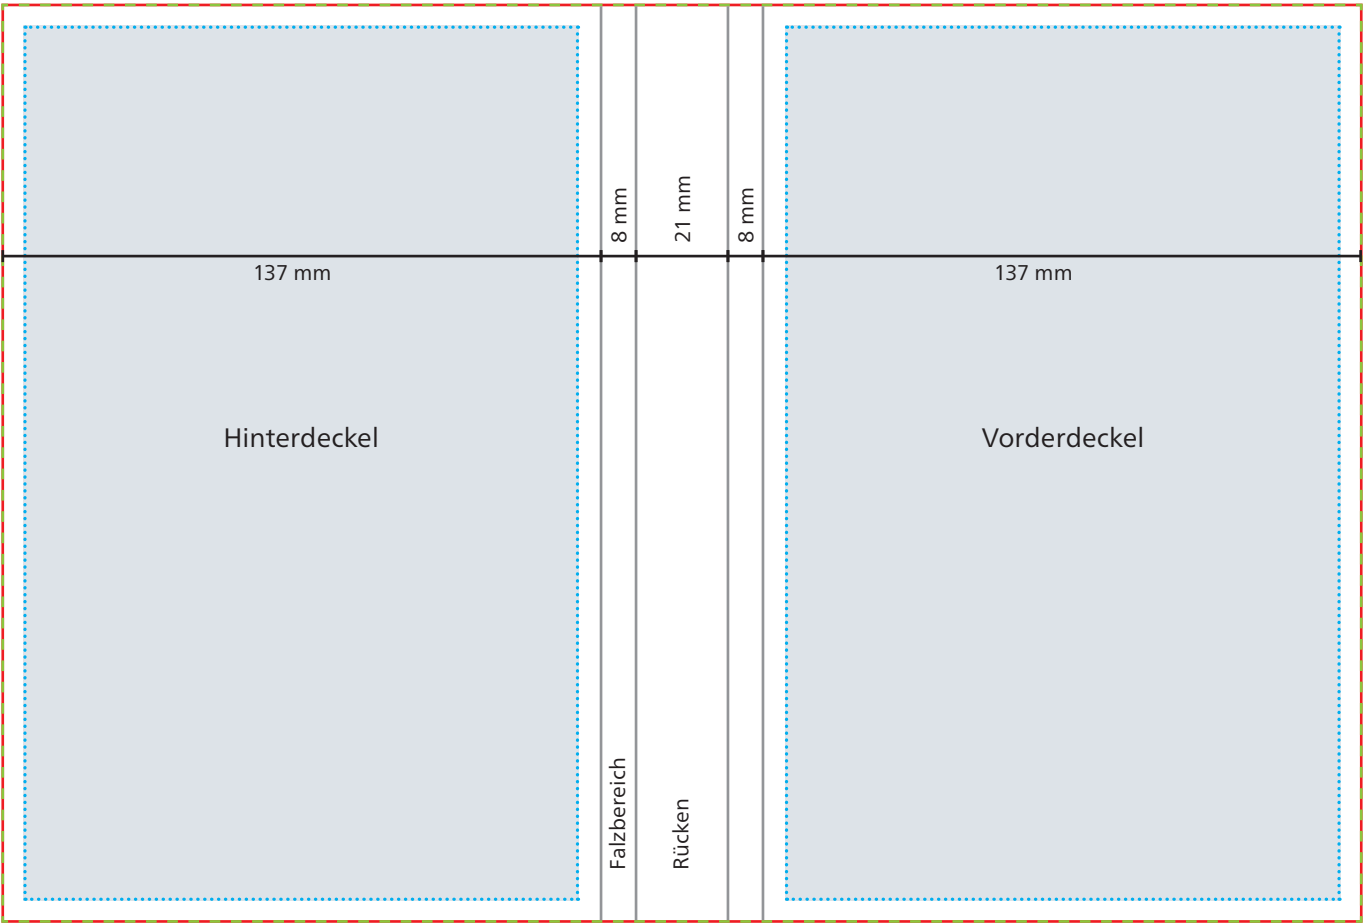 8 mm
21 mm
8 mm
137 mm
137 mm
Hinterdeckel
Vorderdeckel
Falzbereich
Rücken